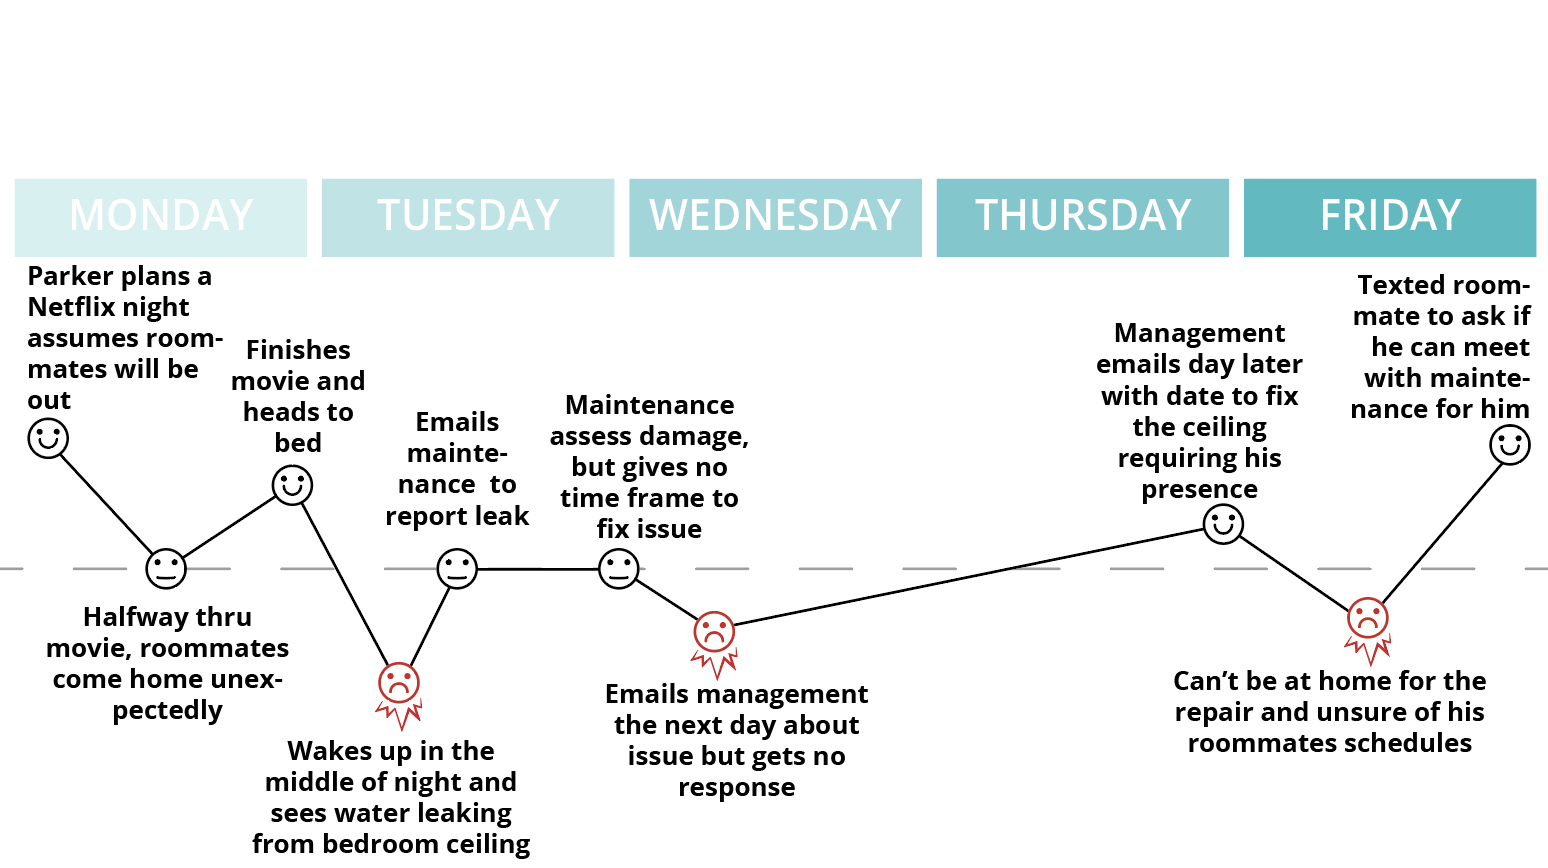 MONDAY
TUESDAY
WEDNESDAY
THURSDAY
FRIDAY
Parker plans a
Netflix night
assumes room-
mates will be
out
Halfway thru
movie, roommates
come home unex-
pectedly
Finishes
movie and
heads to
bed
Wakes up in the
middle of night and
sees water leaking
from bedroom ceiling
Emails
mainte-
nance  to
report leak
Maintenance
assess damage,
but gives no
time frame to
fix issue
Emails management
the next day about
issue but gets no
response
Management
emails day later
with date to fix
the ceiling
requiring his
presence
Can’t be at home for the
repair and unsure of his
roommates schedules
Texted room-
mate to ask if
he can meet
with mainte-
nance for him